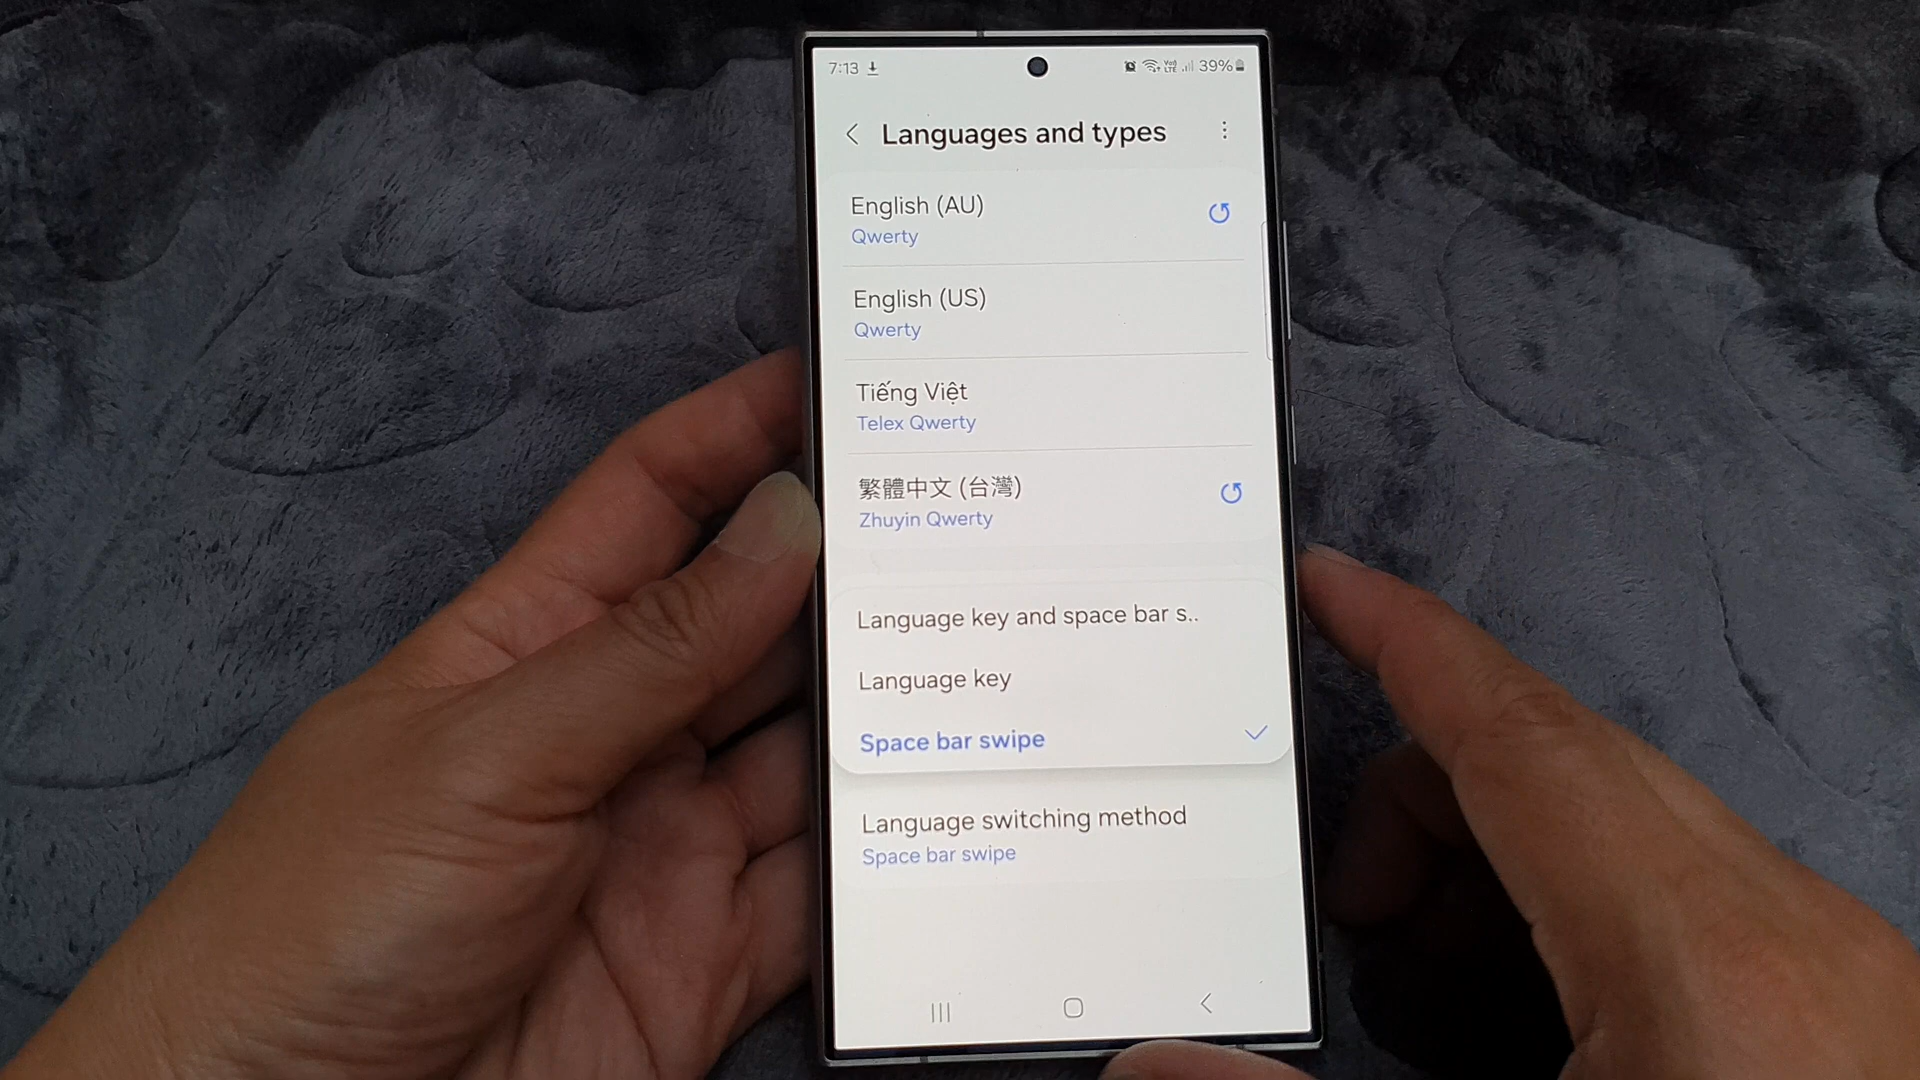 7:13
Vo)) LTE 39%
Languages and types
English (AU)
Qwerty
English (US)
Qwerty
Tiếng Việt
Telex Qwerty
繁體中文 (台灣)
Zhuyin Qwerty
Language key and space bar s..
Language key
Space bar swipe
Language switching method
Space bar swipe